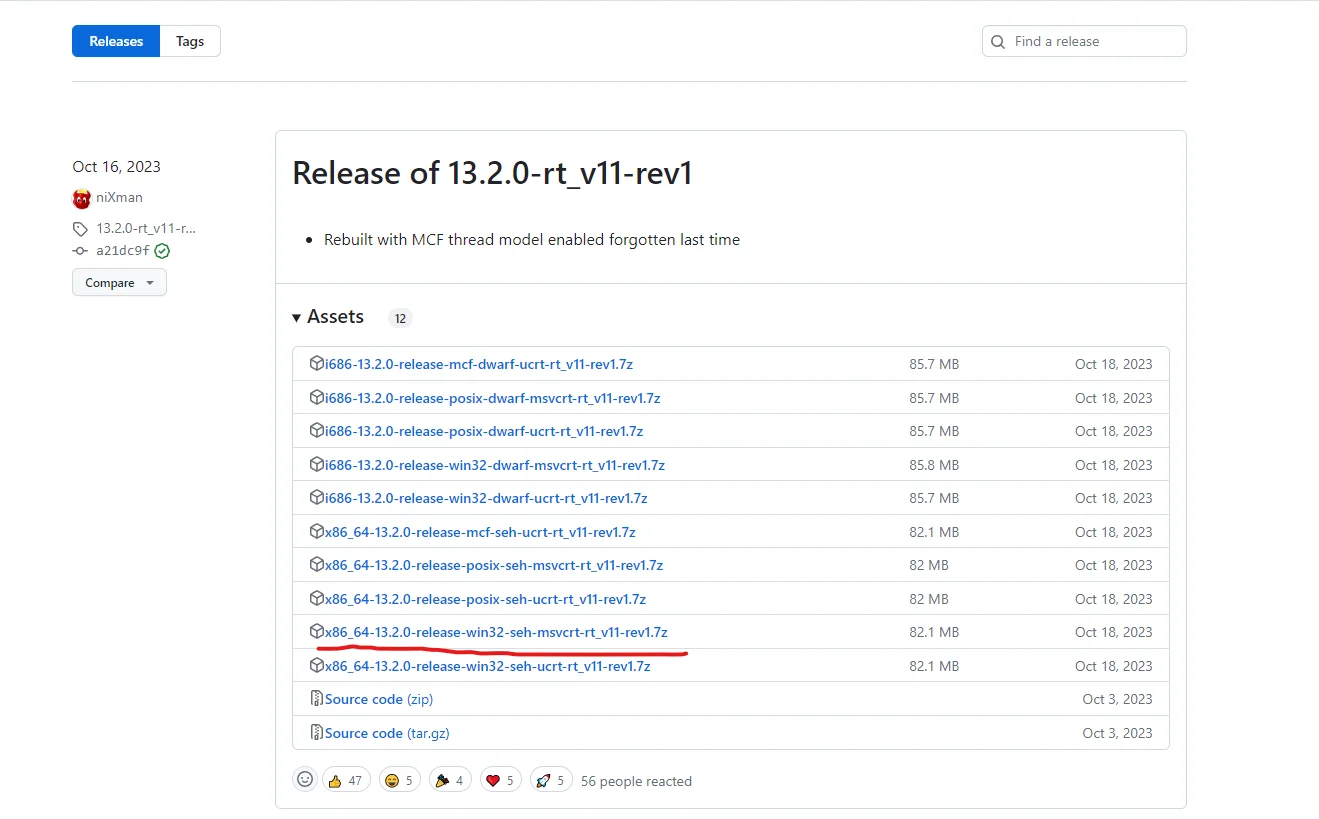 Releases Tags Find a release
Oct 16, 2023
niXman
13.2.0-rt_v11-r...
a21dc9f
Compare
Release of 13.2.0-rt_v11-rev1
Rebuilt with MCF thread model enabled forgotten last time
Assets 12
i686-13.2.0-release-mcf-dwarf-ucrt-rt_v11-rev1.7z 85.7 MB Oct 18, 2023
i686-13.2.0-release-posix-dwarf-msvcrt-rt_v11-rev1.7z 85.7 MB Oct 18, 2023
i686-13.2.0-release-posix-dwarf-ucrt-rt_v11-rev1.7z 85.7 MB Oct 18, 2023
i686-13.2.0-release-win32-dwarf-msvcrt-rt_v11-rev1.7z 85.8 MB Oct 18, 2023
i686-13.2.0-release-win32-dwarf-ucrt-rt_v11-rev1.7z 85.7 MB Oct 18, 2023
x86_64-13.2.0-release-mcf-seh-ucrt-rt_v11-rev1.7z 82.1 MB Oct 18, 2023
x86_64-13.2.0-release-posix-seh-msvcrt-rt_v11-rev1.7z 82 MB Oct 18, 2023
x86_64-13.2.0-release-posix-seh-ucrt-rt_v11-rev1.7z 82 MB Oct 18, 2023
x86_64-13.2.0-release-win32-seh-msvcrt-rt_v11-rev1.7z 82.1 MB Oct 18, 2023
x86_64-13.2.0-release-win32-seh-ucrt-rt_v11-rev1.7z 82.1 MB Oct 18, 2023
Source code (zip) Oct 3, 2023
Source code (tar.gz) Oct 3, 2023
47 5 4 5 5 56 people reacted